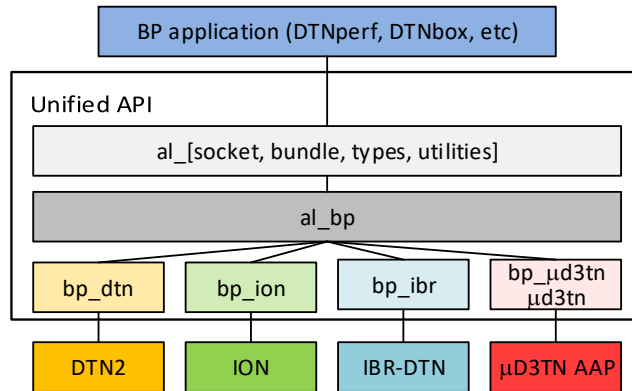 BP application (DTNperf, DTNbox, etc)
Unified API
al_[socket, bundle, types, utilities]
al_bp
bp_dtn
bp_ion
bp_ibr
bp_μd3tn
μd3tn
DTN2
ION
IBR-DTN
μD3TN AAP